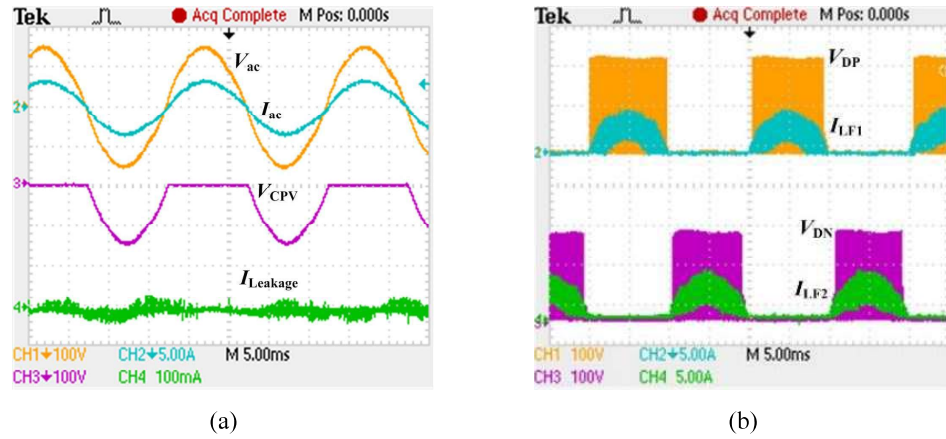 Tek Acq Complete M Pos: 0.000s
Vac
Iac
2
3
VCPV
ILeakage
4
CH1 100V CH2 5.00A M 5.00ms
CH3 100V CH4 100mA
(a)
Tek Acq Complete M Pos: 0.000s
VDP
ILF1
2
VDN
ILF2
CH1 100V CH2 5.00A M 5.00ms
CH3 100V CH4 5.00A
(b)